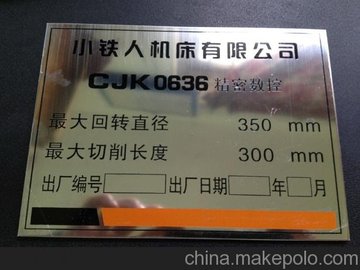 小铁人机床有限公司
CJK0636 精密数控
最大回转直径 350 mm
最大切削长度 300 mm
出厂编号 出厂日期 年 月
china.makepolo.com